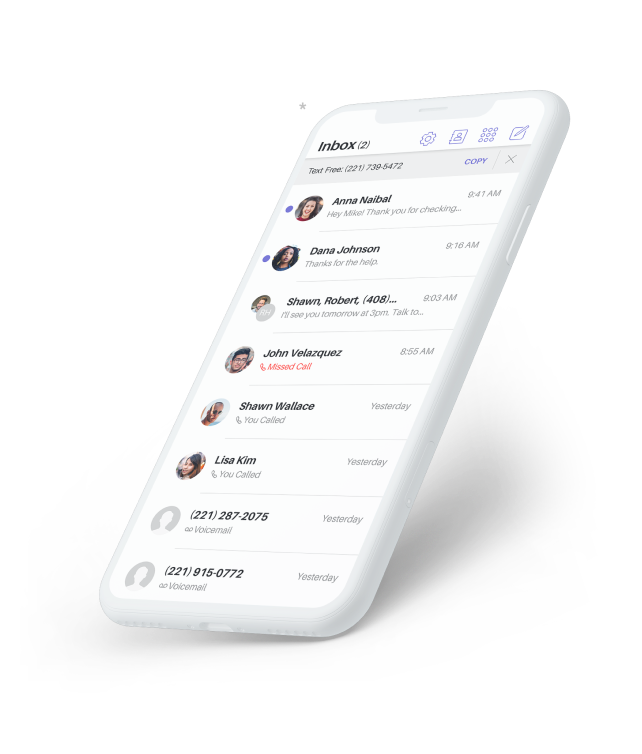 *
Inbox (2)
Text Free: (221) 739-5472 COPY
Anna Naibal 9:41 AM
Hey Mike! Thank you for checking...
Dana Johnson 9:16 AM
Thanks for the help.
Shawn, Robert, (408)... 9:03 AM
RH
I'll see you tomorrow at 3pm. Talk to...
John Velazquez 8:55 AM
Missed Call
Shawn Wallace Yesterday
You Called
Lisa Kim Yesterday
You Called
(221) 287-2075 Yesterday
Voicemail
(221) 915-0772 Yesterday
Voicemail